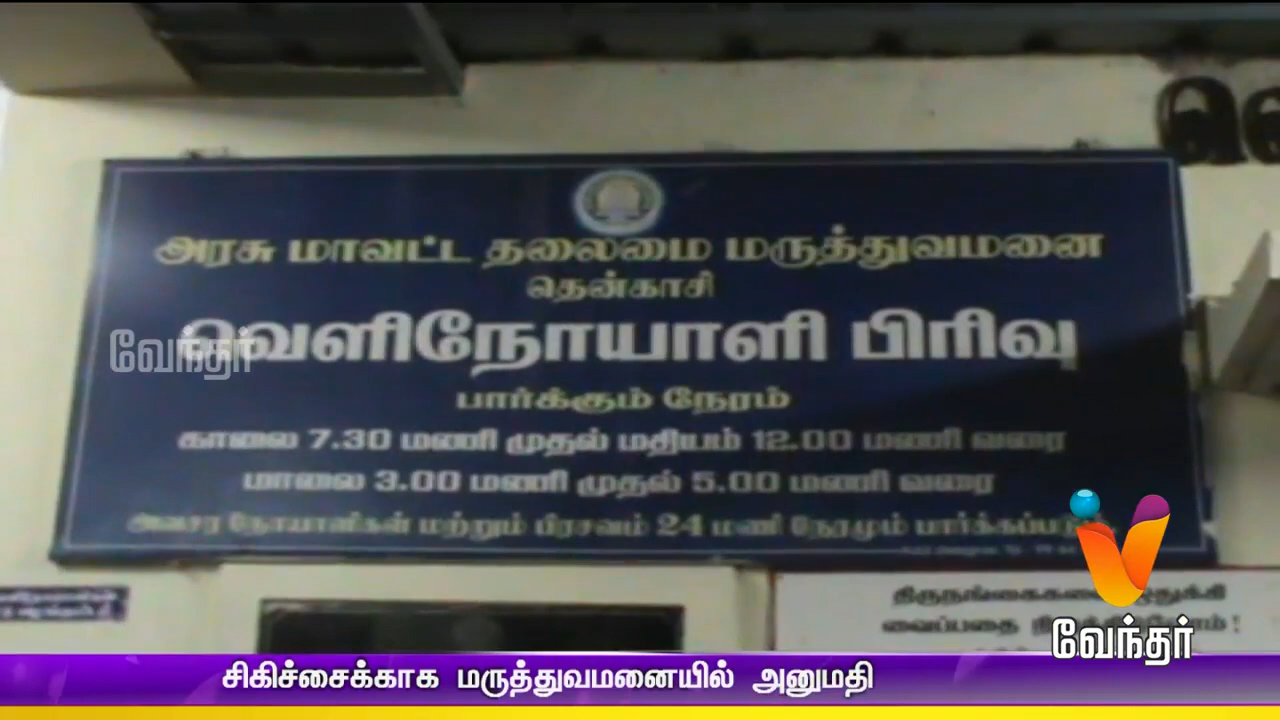 அரசு மாவட்ட தலைமை மருத்துவமனை
தென்காசி
வெளிநோயாளி பிரிவு
வேந்தர்
பார்க்கும் நேரம்
காலை 7.30 மணி முதல் மதியம் 12.00 மணி வரை
மாலை 3.00 மணி முதல் 5.00 மணி வரை
அவசர நோயாளிகள் மற்றும் பிரசவம் 24 மணி நேரமும்
வைப்பதை
வேந்தர்
சிகிச்சைக்காக மருத்துவமனையில் அனுமதி